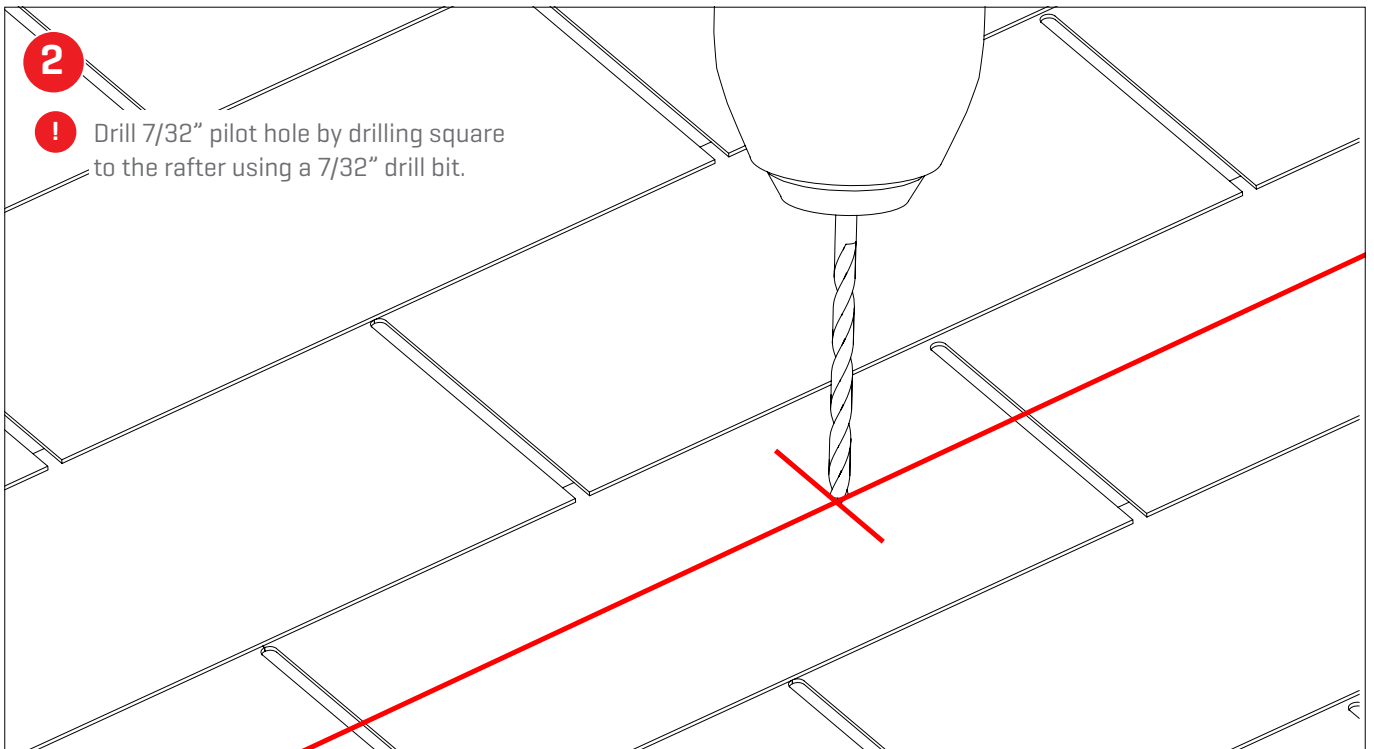 2
! Drill 7/32” pilot hole by drilling square
to the rafter using a 7/32” drill bit.